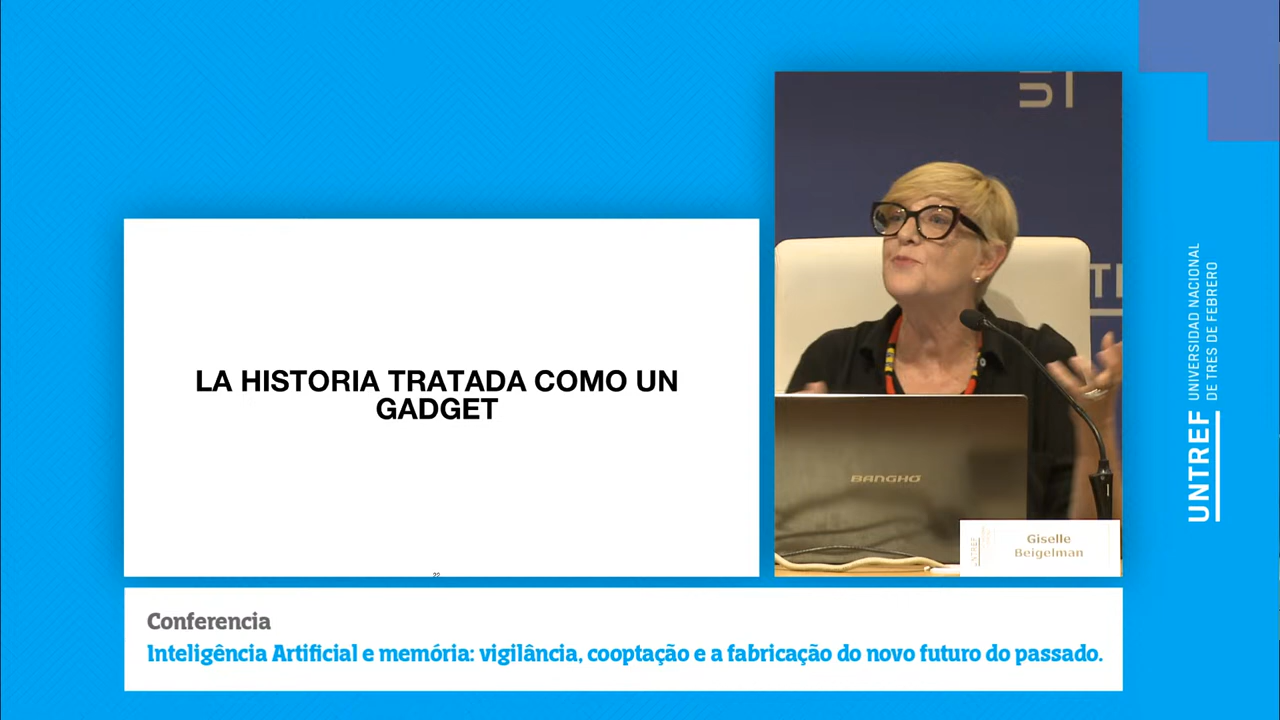 LA HISTORIA TRATADA COMO UN
GADGET
22
BANGHO
Giselle
Beigelman
Conferencia
Inteligência Artificial e memória: vigilância, cooptação e a fabricação do novo futuro do passado.
UNTREF
UNIVERSIDAD NACIONAL
DE TRES DE FEBRERO